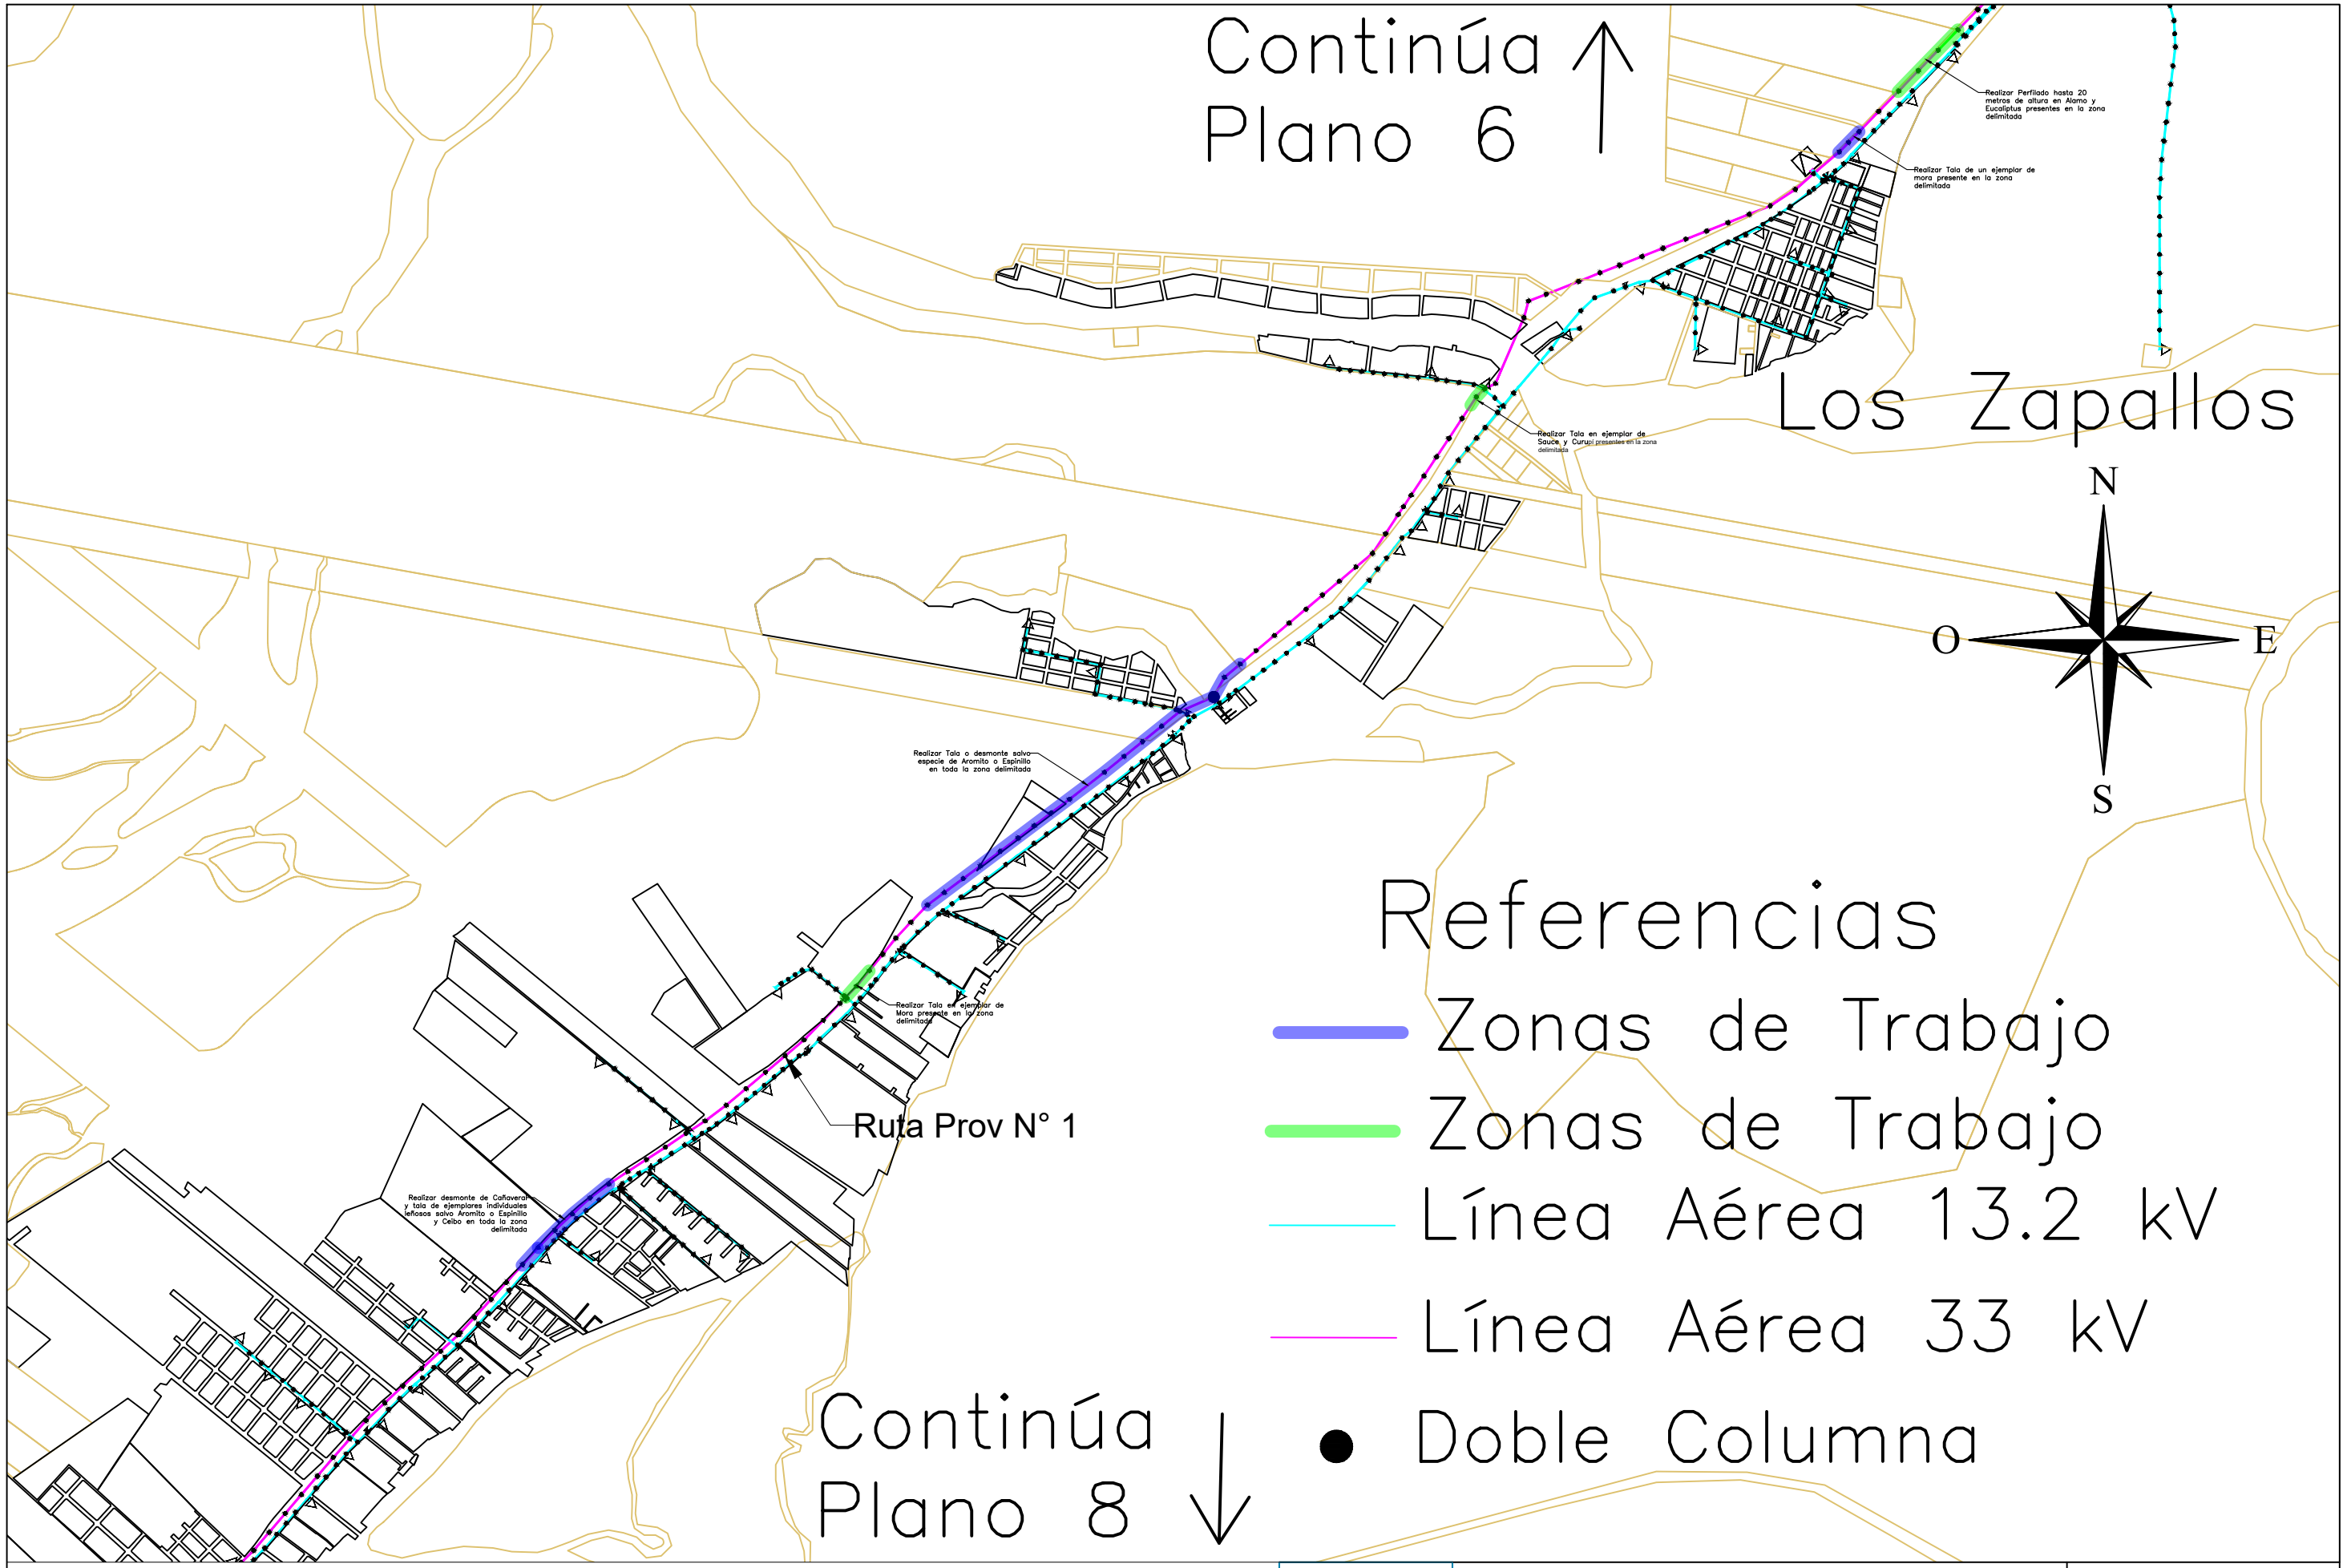 Continúa
Plano 6
Realizar Perfilado hasta 20
metros de altura en Alamo y
Eucaliptus presentes en la zona
delimitada
Realizar Tala de un ejemplar de
mora presente en la zona
delimitada
Los Zapallos
Realizar Tala en ejemplar de
Sauce y Curupí presentes en la zona
delimitada
N
O
E
S
Realizar Tala o desmonte salvo
especie de Aromito o Espinillo
en toda la zona delimitada
Referencias
Zonas de Trabajo
Zonas de Trabajo
Línea Aérea 13.2 kV
Línea Aérea 33 kV
Doble Columna
Realizar Tala en ejemplar de
Mora presente en la zona
delimitada
Ruta Prov N° 1
Realizar desmonte de Cañaveral
y tala de ejemplares individuales
leñosos salvo Aromito o Espinillo
y Ceibo en toda la zona
delimitada
Continúa
Plano 8